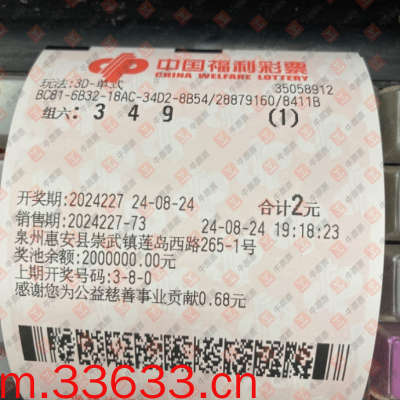 中国福利彩票
CHINA WELFARE LOTTERY
玩法:3D-单式 35058912
BC81-6B32-18AC-34D2-8B54/28879160/8411B
组六: 3 4 9 (1)
开奖期:2024227 24-08-24 合计2元
销售期:2024227-73 24-08-24 19:18:23
泉州惠安县崇武镇莲岛西路265-1号
奖池余额:2000000.00元
上期开奖号码:3-8-0
感谢您为公益慈善事业贡献0.68元
m.33633.cn